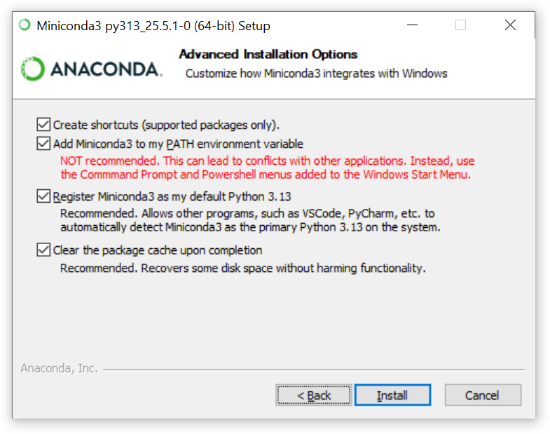 Miniconda3 py313_25.5.1-0 (64-bit) Setup
Advanced Installation Options
Customize how Miniconda3 integrates with Windows
ANACONDA.
Create shortcuts (supported packages only).
Add Miniconda3 to my PATH environment variable
NOT recommended. This can lead to conflicts with other applications. Instead, use
the Commmand Prompt and Powershell menus added to the Windows Start Menu.
Register Miniconda3 as my default Python 3.13
Recommended. Allows other programs, such as VSCode, PyCharm, etc. to
automatically detect Miniconda3 as the primary Python 3.13 on the system.
Clear the package cache upon completion
Recommended. Recovers some disk space without harming functionality.
Anaconda, Inc.
< Back
Install
Cancel